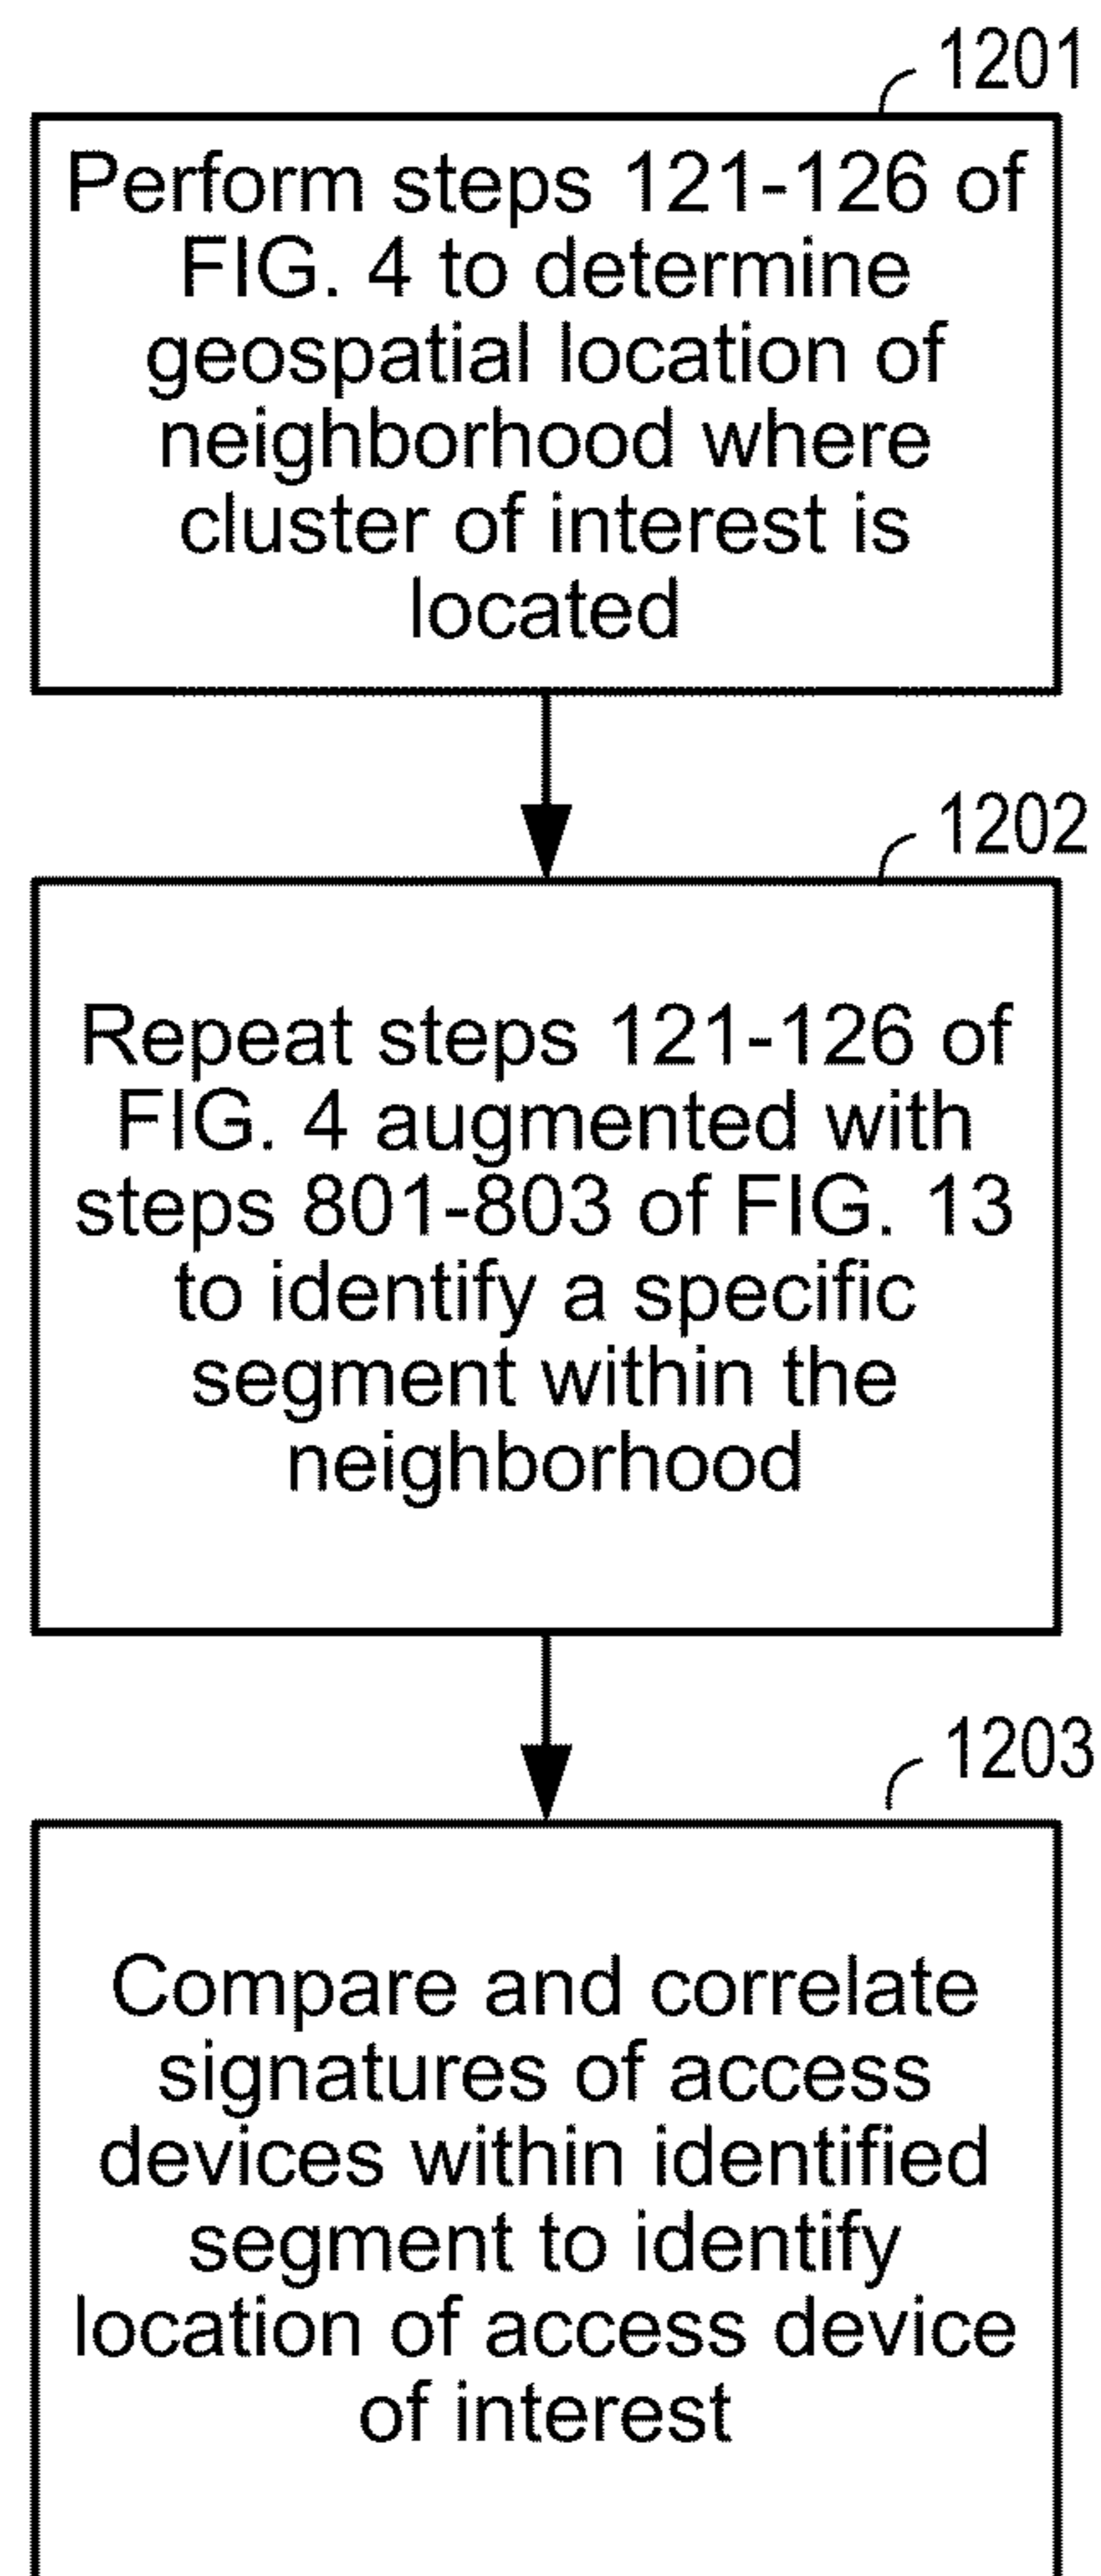 1201
Perform steps 121-126 of
FIG. 4 to determine
geospatial location of
neighborhood where
cluster of interest is
located
1202
Repeat steps 121-126 of
FIG. 4 augmented with
steps 801-803 of FIG. 13
to identify a specific
segment within the
neighborhood
1203
Compare and correlate
signatures of access
devices within identified
segment to identify
location of access device
of interest